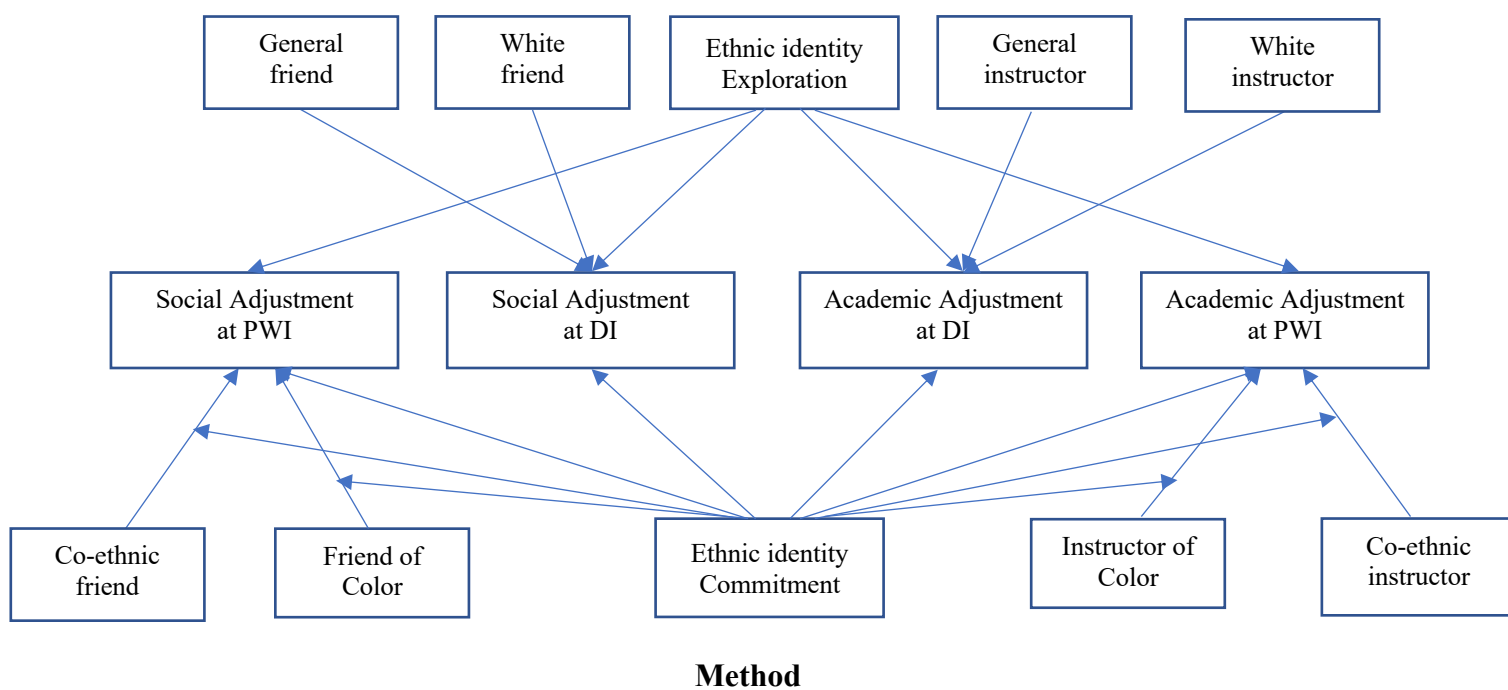 General
friend
White
friend
Ethnic identity
Exploration
General
instructor
White
instructor
Social Adjustment
at PWI
Social Adjustment
at DI
Academic Adjustment
at DI
Academic Adjustment
at PWI
Co-ethnic
friend
Friend of
Color
Ethnic identity
Commitment
Instructor of
Color
Co-ethnic
instructor
Method